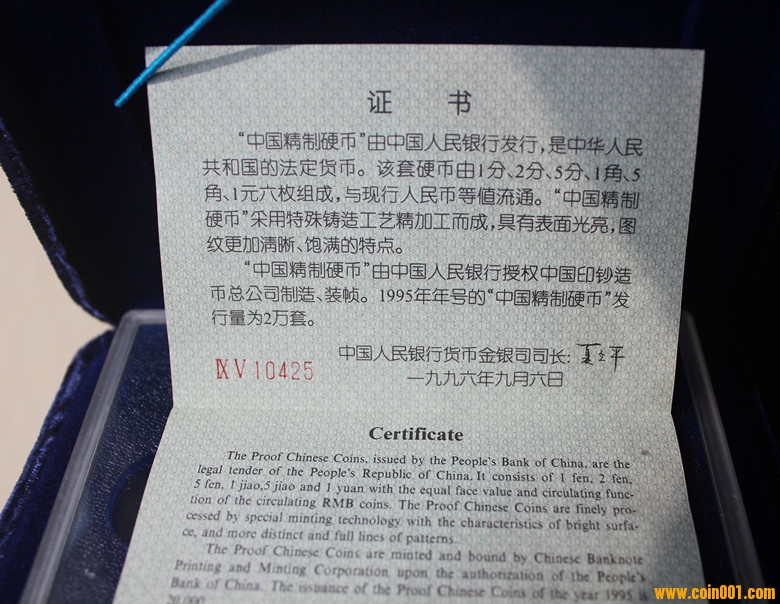 证 书
“中国精制硬币”由中国人民银行发行,是中华人民
共和国的法定货币。该套硬币由1分、2分、5分、1角、5
角、1元六枚组成,与现行人民币等值流通。“中国精制
硬币”采用特殊铸造工艺精加工而成,具有表面光亮,图
纹更加清晰、饱满的特点。
“中国精制硬币”由中国人民银行授权中国印钞造
币总公司制造、装帧。1995年年号的“中国精制硬币”发
行量为2万套。
中国人民银行货币金银司司长:
ⅨV 10425
一九九六年九月六日
Certificate
The Proof Chinese Coins, issued by the People's Bank of China, are the
legal tender of the People's Republic of China. It consists of 1 fen, 2 fen,
5 fen, 1 jiao,5 jiao and 1 yuan with the equal face value and circulating func-
tion of the circulating RMB coins. The Proof Chinese Coins are finely pro-
cessed by special minting technology with the characteristics of bright surfa-
ce, and more distinct and full lines of patterns.
The Proof Chinese Coins are minted and bound by Chinese Banknote
Printing and Minting Corporation upon the authorization of the People's
Bank of China. The issuance of the Proof Chinese Coins of the year 1995 is
20,000
www.coin001.com